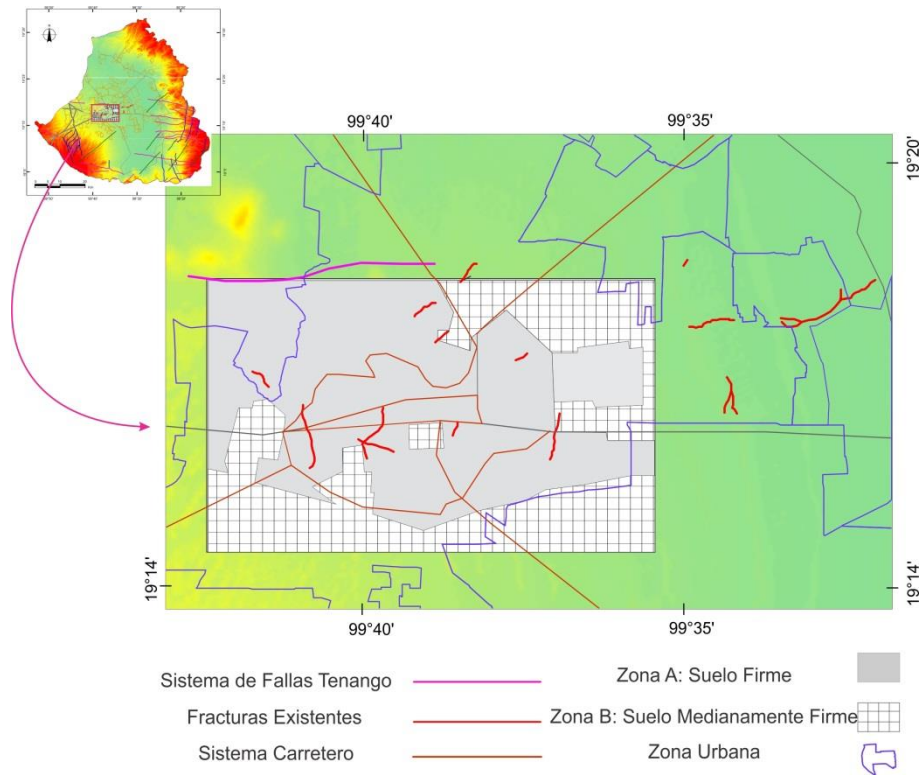 99°40'
99°35'
19°20'
19°14'
19°14'
99°40'
99°35'
Sistema de Fallas Tenango
Zona A: Suelo Firme
Fracturas Existentes
Zona B: Suelo Medianamente Firme
Sistema Carretero
Zona Urbana